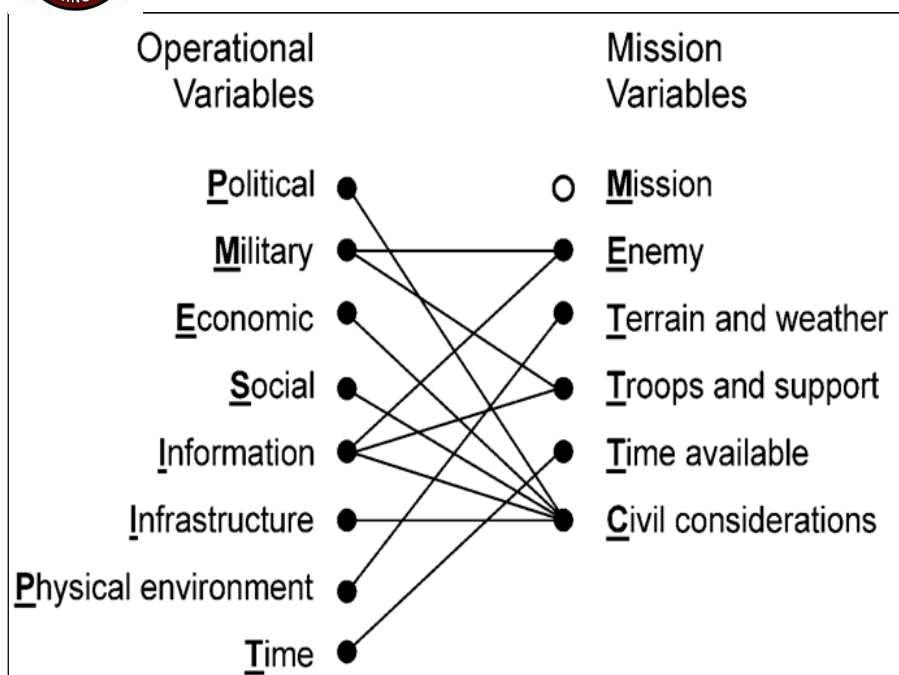 Operational
Variables
Mission
Variables
Political
Mission
Military
Enemy
Economic
Terrain and weather
Social
Troops and support
Information
Time available
Infrastructure
Civil considerations
Physical environment
Time